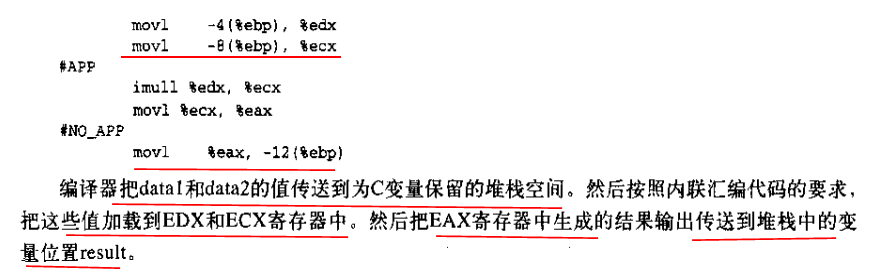 movl -4(%ebp), %edx
movl -8(%ebp), %ecx
#APP
imull %edx, %ecx
movl %ecx, %eax
#NO_APP
movl %eax, -12(%ebp)
编译器把data1和data2的值传送到为C变量保留的堆栈空间。然后按照内联汇编代码的要求，
把这些值加载到EDX和ECX寄存器中。然后把EAX寄存器中生成的结果输出传送到堆栈中的变
量位置result。